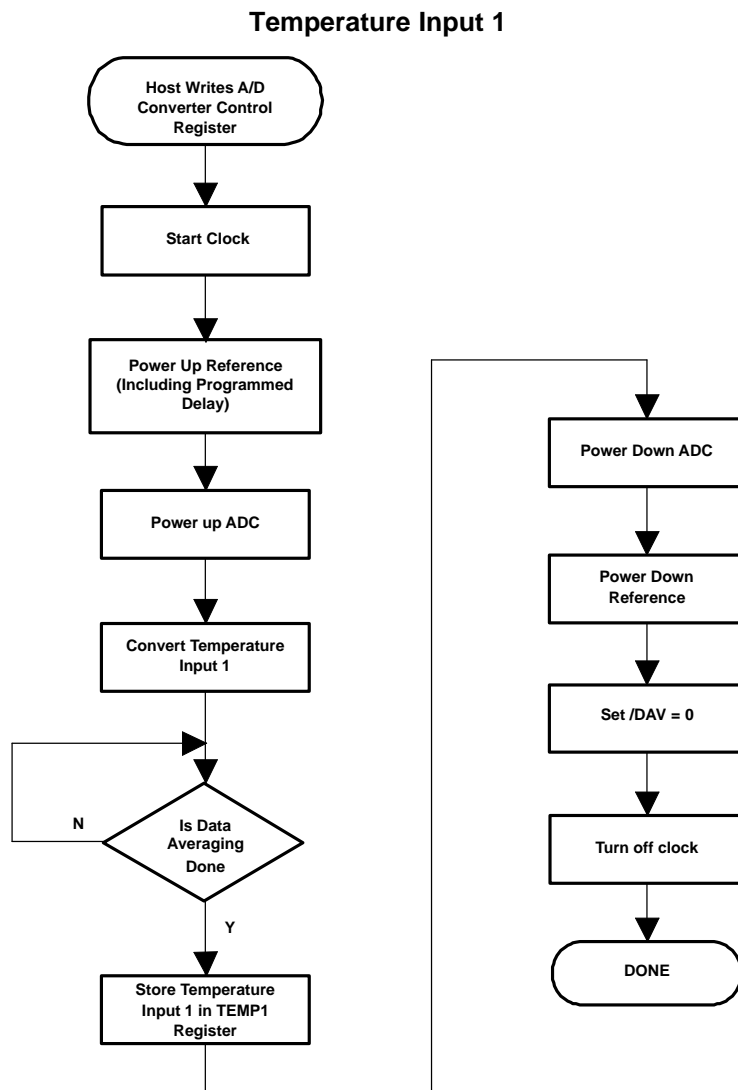 Temperature Input 1
Host Writes A/D
Converter Control
Register
Start Clock
Power Up Reference
(Including Programmed
Delay)
Power up ADC
Convert Temperature
Input 1
Is Data
Averaging
Done
N
Y
Store Temperature
Input 1 in TEMP1
Register
Power Down ADC
Power Down
Reference
Set /DAV = 0
Turn off clock
DONE